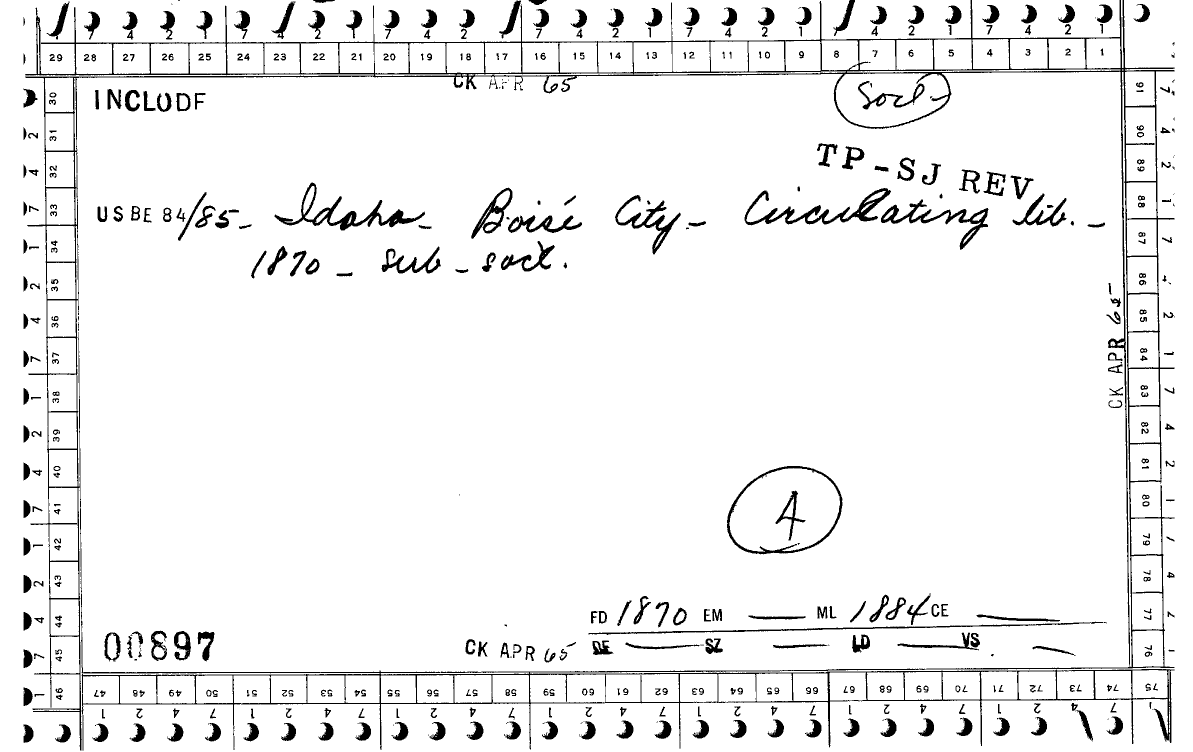 7 4 2 1 7 4 2 1 7 4 2 1 7 4 2 1 7 4 2 1 7 4 2 1 7 4 2 1
29 28 27 26 25 24 23 22 21 20 19 18 17 16 15 14 13 12 11 10 9 8 7 6 5 4 3 2 1
CK APR 65
INCLUDE
socl-
TP-SJ REV
USBE 84/85- Idaho- Boisé City- Circulating lib.-
1870 - sub - socl.
CK APR 65
4
FD 1870 EM — ML 1884 CE —
00897
CK APR 65 DE — SZ — LD — VS. —
30 31 32 33 34 35 36 37 38 39 40 41 42 43 44 45 46
91 90 89 88 87 86 85 84 83 82 81 80 79 78 77 76
47 48 49 50 51 52 53 54 55 56 57 58 59 60 61 62 63 64 65 66 67 68 69 70 71 72 73 74 75
1 2 4 7 1 2 4 7 1 2 4 7 1 2 4 7 1 2 4 7 1 2 4 7 1 2 4 7